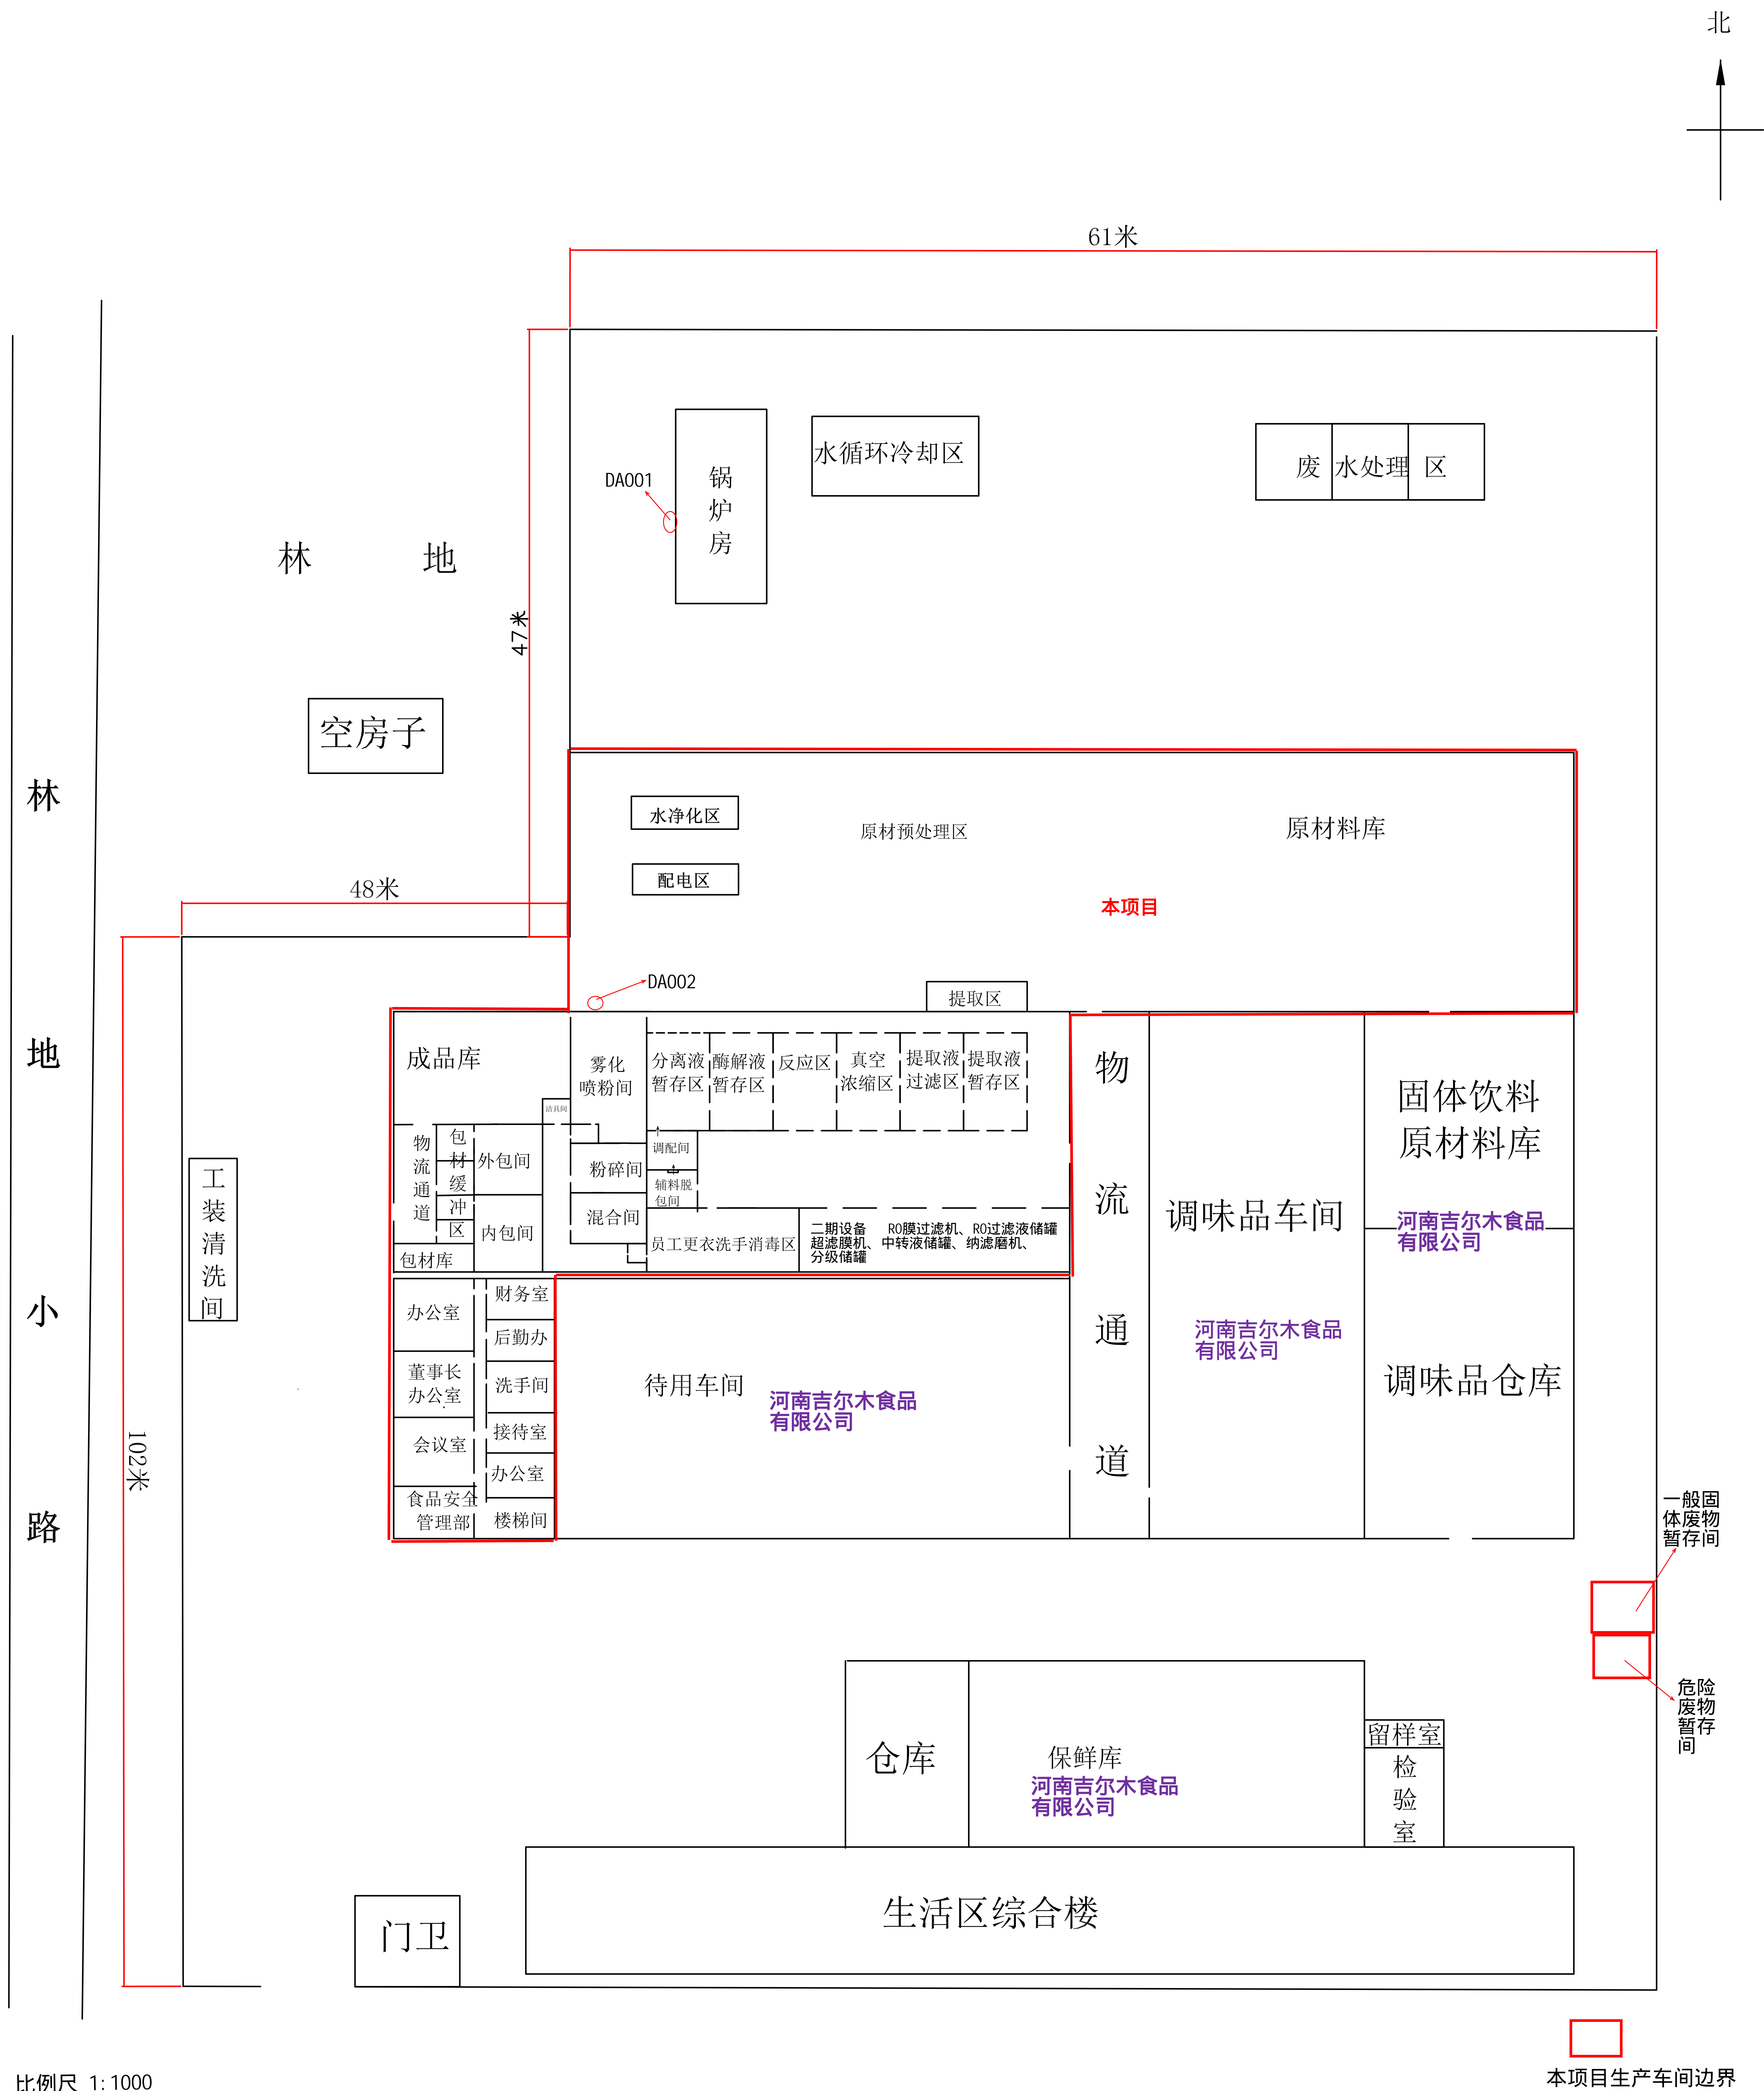 北
61米
水循环冷却区
废 水处理 区
DA001
锅
炉
房
林 地
47米
空房子
林
地
小
路
水净化区
原材预处理区
原材料库
配电区
48米
本项目
DA002
提取区
成品库
雾化
喷粉间
分离液
暂存区
酶解液
暂存区
反应区
真空
浓缩区
提取液
过滤区
提取液
暂存区
物
流
通
道
固体饮料
原材料库
洁具间
物
流
通
道
包
材
缓
冲
区
外包间
粉碎间
调配间
辅料脱
包间
工
装
清
洗
间
内包间
混合间
包材库
员工更衣洗手消毒区
二期设备 RO膜过滤机、RO过滤液储罐
超滤膜机、中转液储罐、纳滤磨机、
分级储罐
调味品车间
河南吉尔木食品
有限公司
办公室
财务室
后勤办
河南吉尔木食品
有限公司
董事长
办公室
洗手间
待用车间
河南吉尔木食品
有限公司
调味品仓库
会议室
接待室
办公室
102米
食品安全
管理部
楼梯间
一般固
体废物
暂存间
危险
废物
暂存
间
仓库
保鲜库
河南吉尔木食品
有限公司
留样室
检
验
室
生活区综合楼
门卫
本项目生产车间边界
比例尺 1:1000